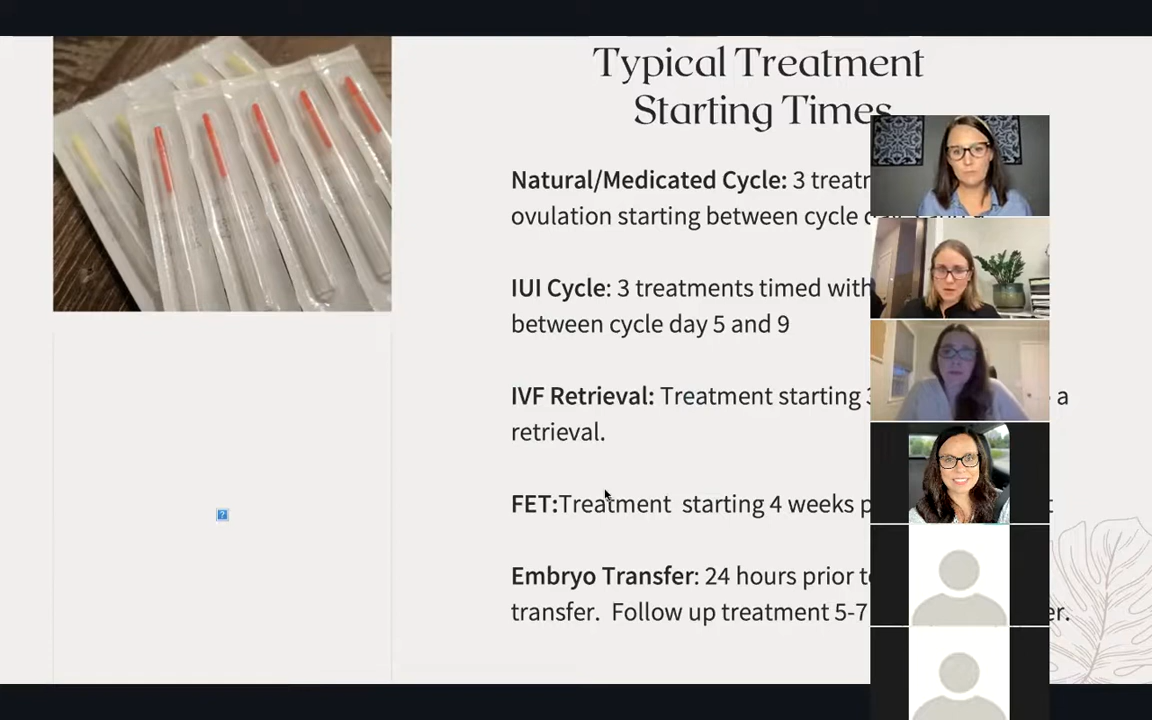 Typical Treatment
Starting Times
Natural/Medicated Cycle: 3
ovulation starting between cycle
IUI Cycle: 3 treatments timed with
between cycle day 5 and 9
IVF Retrieval: Treatment starting a
retrieval.
FET:Treatment starting 4 weeks
Embryo Transfer: 24 hours prior
transfer. Follow up treatment 5-7
?